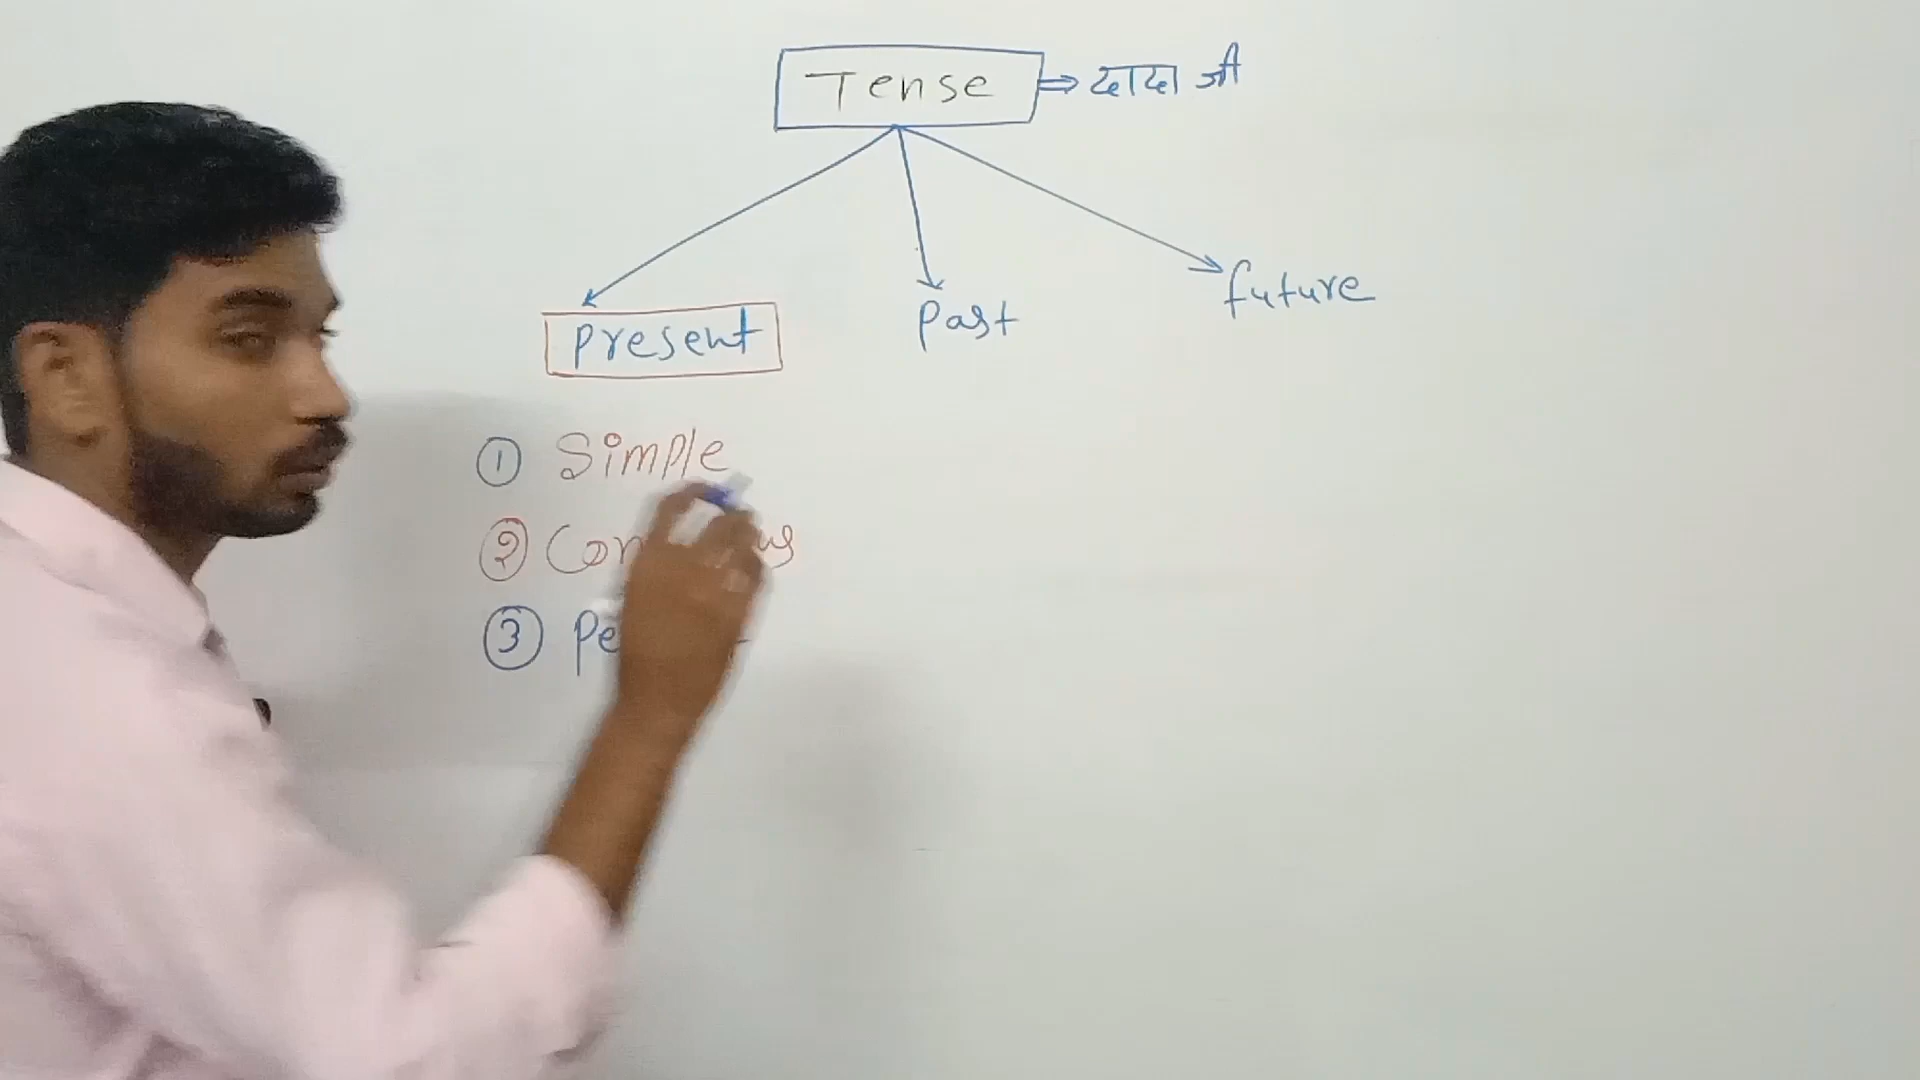 Tense ⇒ दादा जी
present
past
future
① Simple
②
③